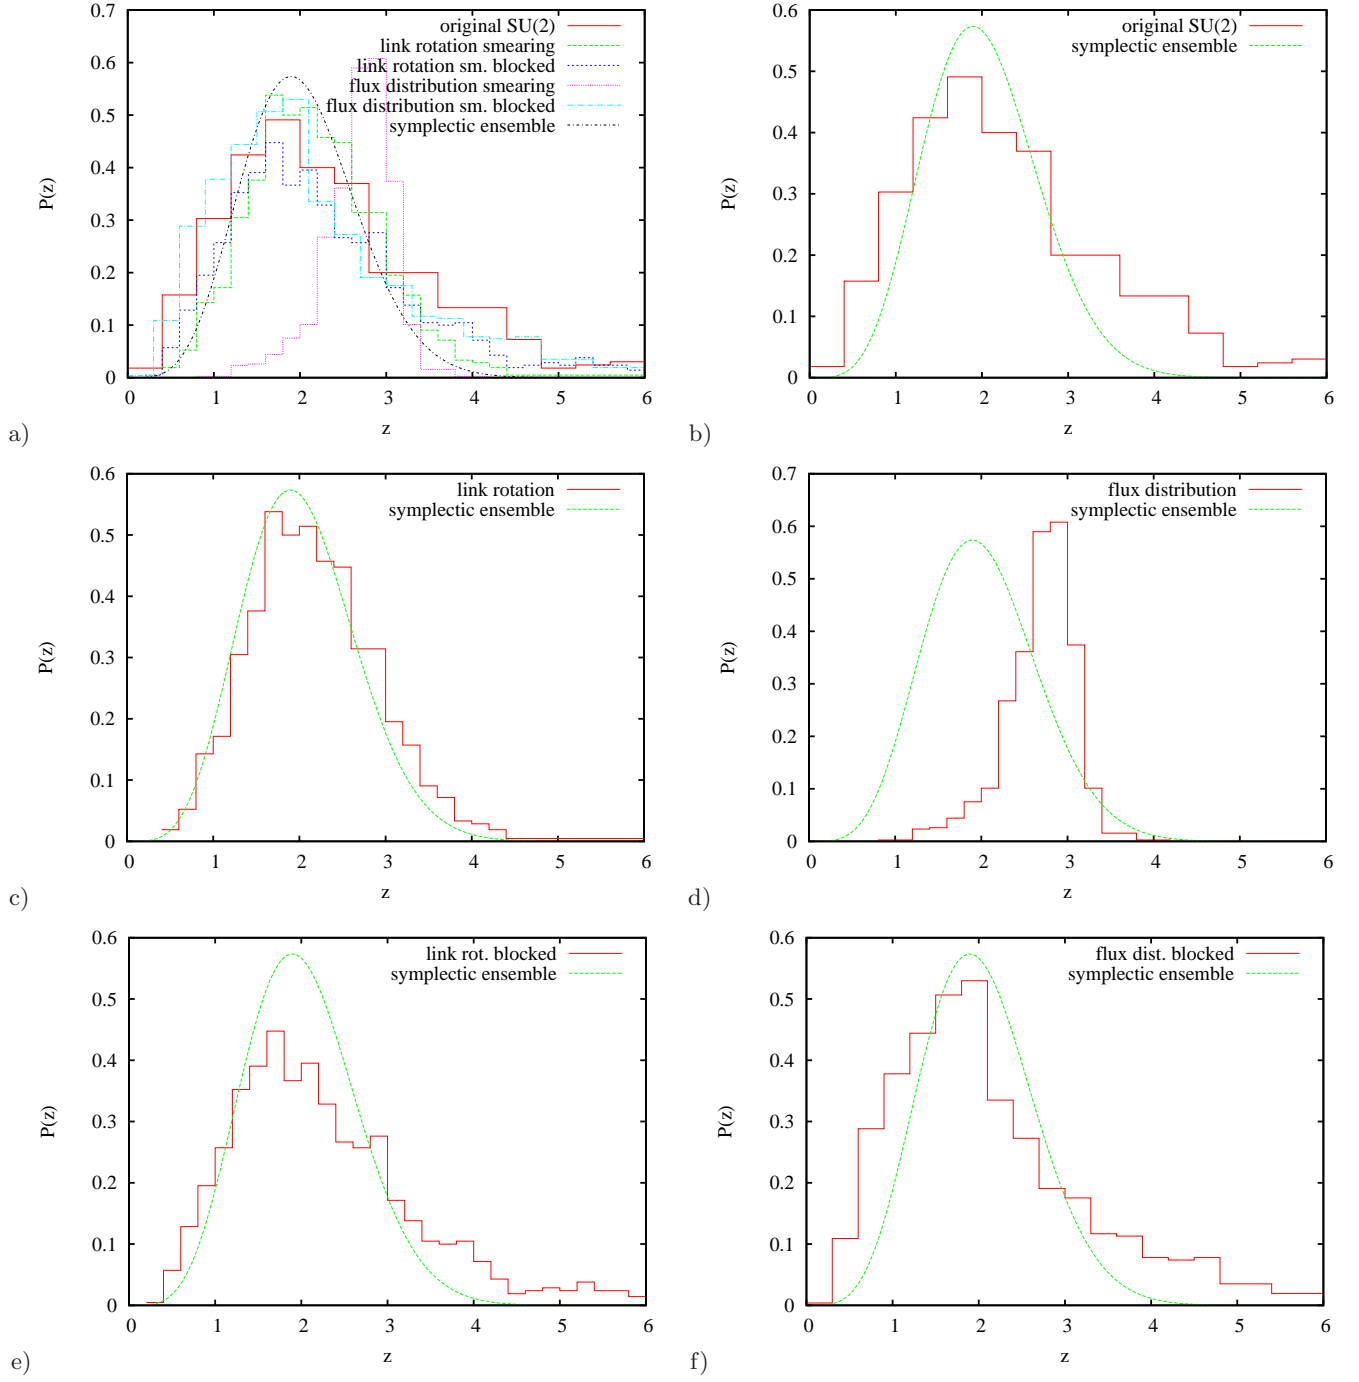 original SU(2)
link rotation smearing
link rotation sm. blocked
flux distribution smearing
flux distribution sm. blocked
symplectic ensemble
0.7
0.6
0.5
0.4
0.3
0.2
0.1
0
P(z)
0 1 2 3 4 5 6
z
a)
original SU(2)
symplectic ensemble
0.6
0.5
0.4
0.3
0.2
0.1
0
P(z)
0 1 2 3 4 5 6
z
b)
link rotation
symplectic ensemble
0.6
0.5
0.4
0.3
0.2
0.1
0
P(z)
0 1 2 3 4 5 6
z
c)
flux distribution
symplectic ensemble
0.7
0.6
0.5
0.4
0.3
0.2
0.1
0
P(z)
0 1 2 3 4 5 6
z
d)
link rot. blocked
symplectic ensemble
0.6
0.5
0.4
0.3
0.2
0.1
0
P(z)
0 1 2 3 4 5 6
z
e)
flux dist. blocked
symplectic ensemble
0.6
0.5
0.4
0.3
0.2
0.1
0
P(z)
0 1 2 3 4 5 6
z
f)